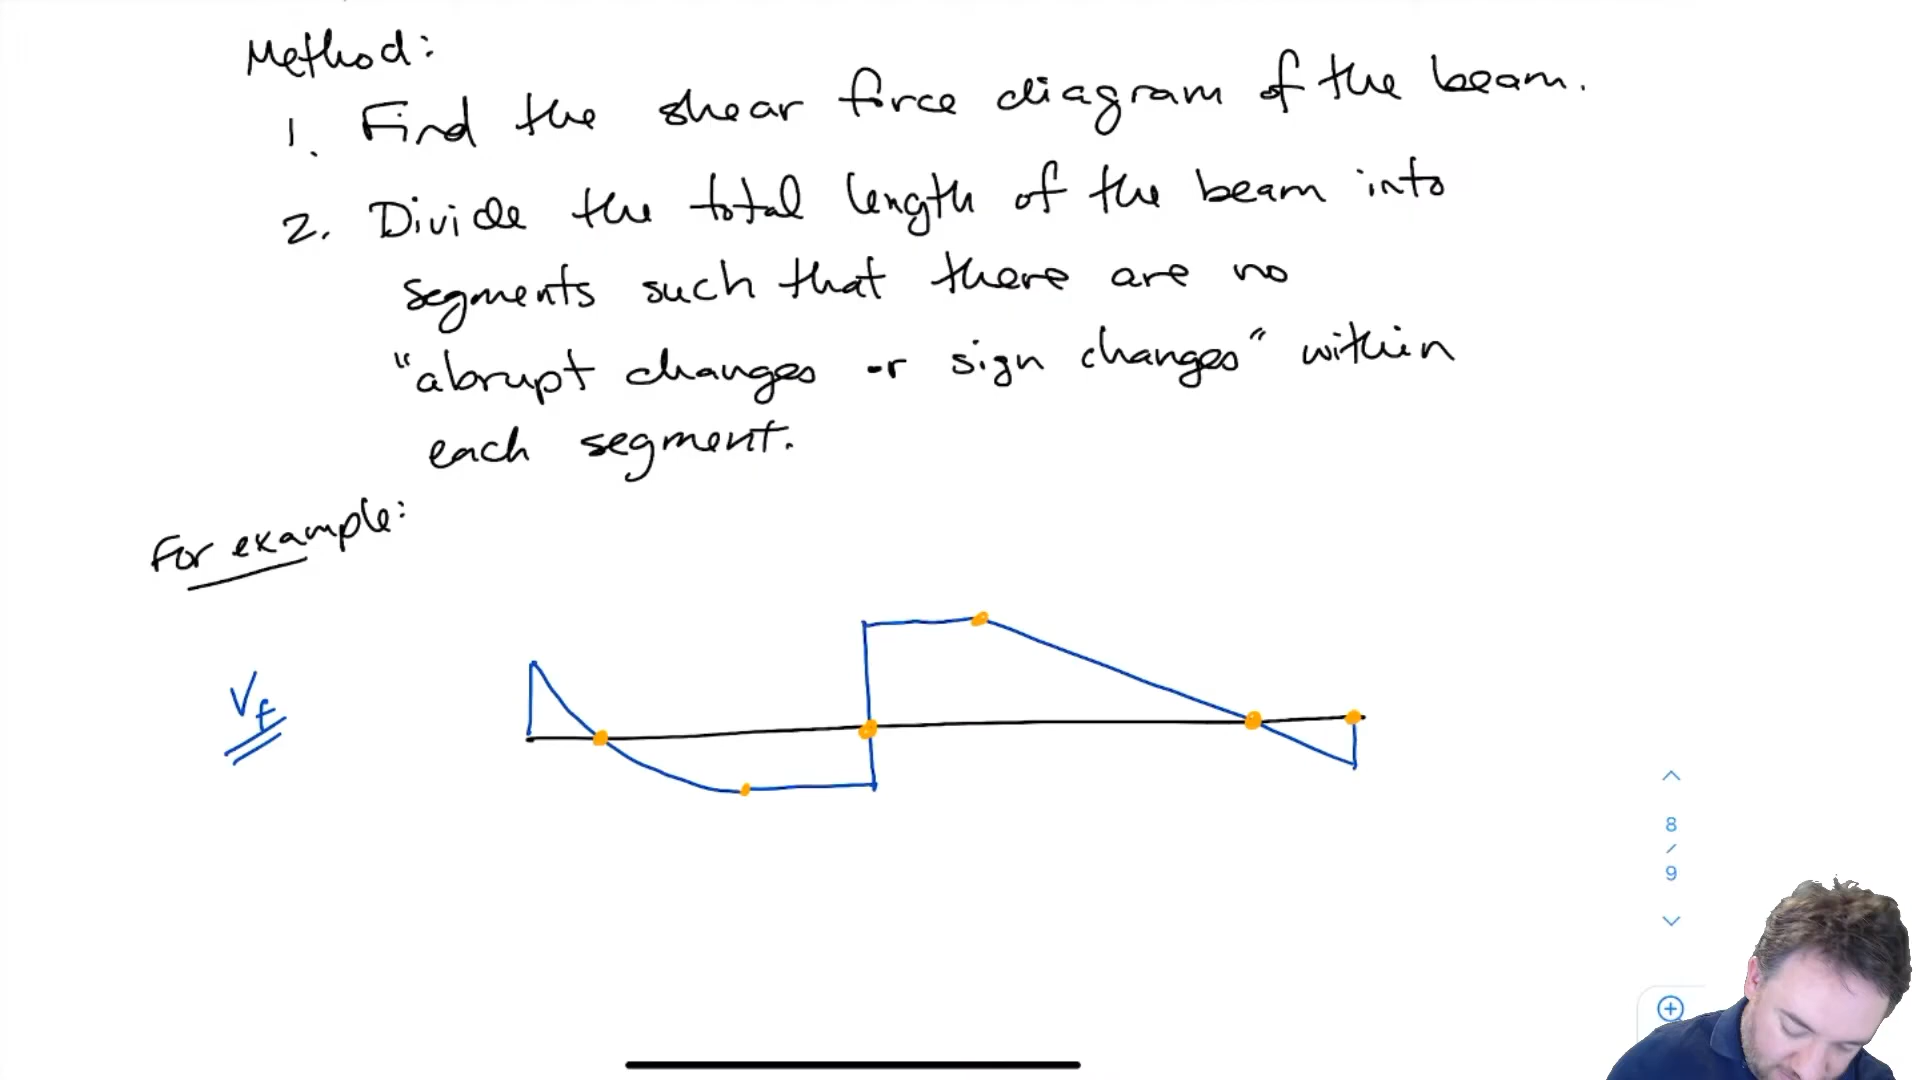 Method:
1. Find the shear force diagram of the beam.
2. Divide the total length of the beam into
segments such that there are no
"abrupt changes or sign changes" within
each segment.
For example:
V_f
8
/
9